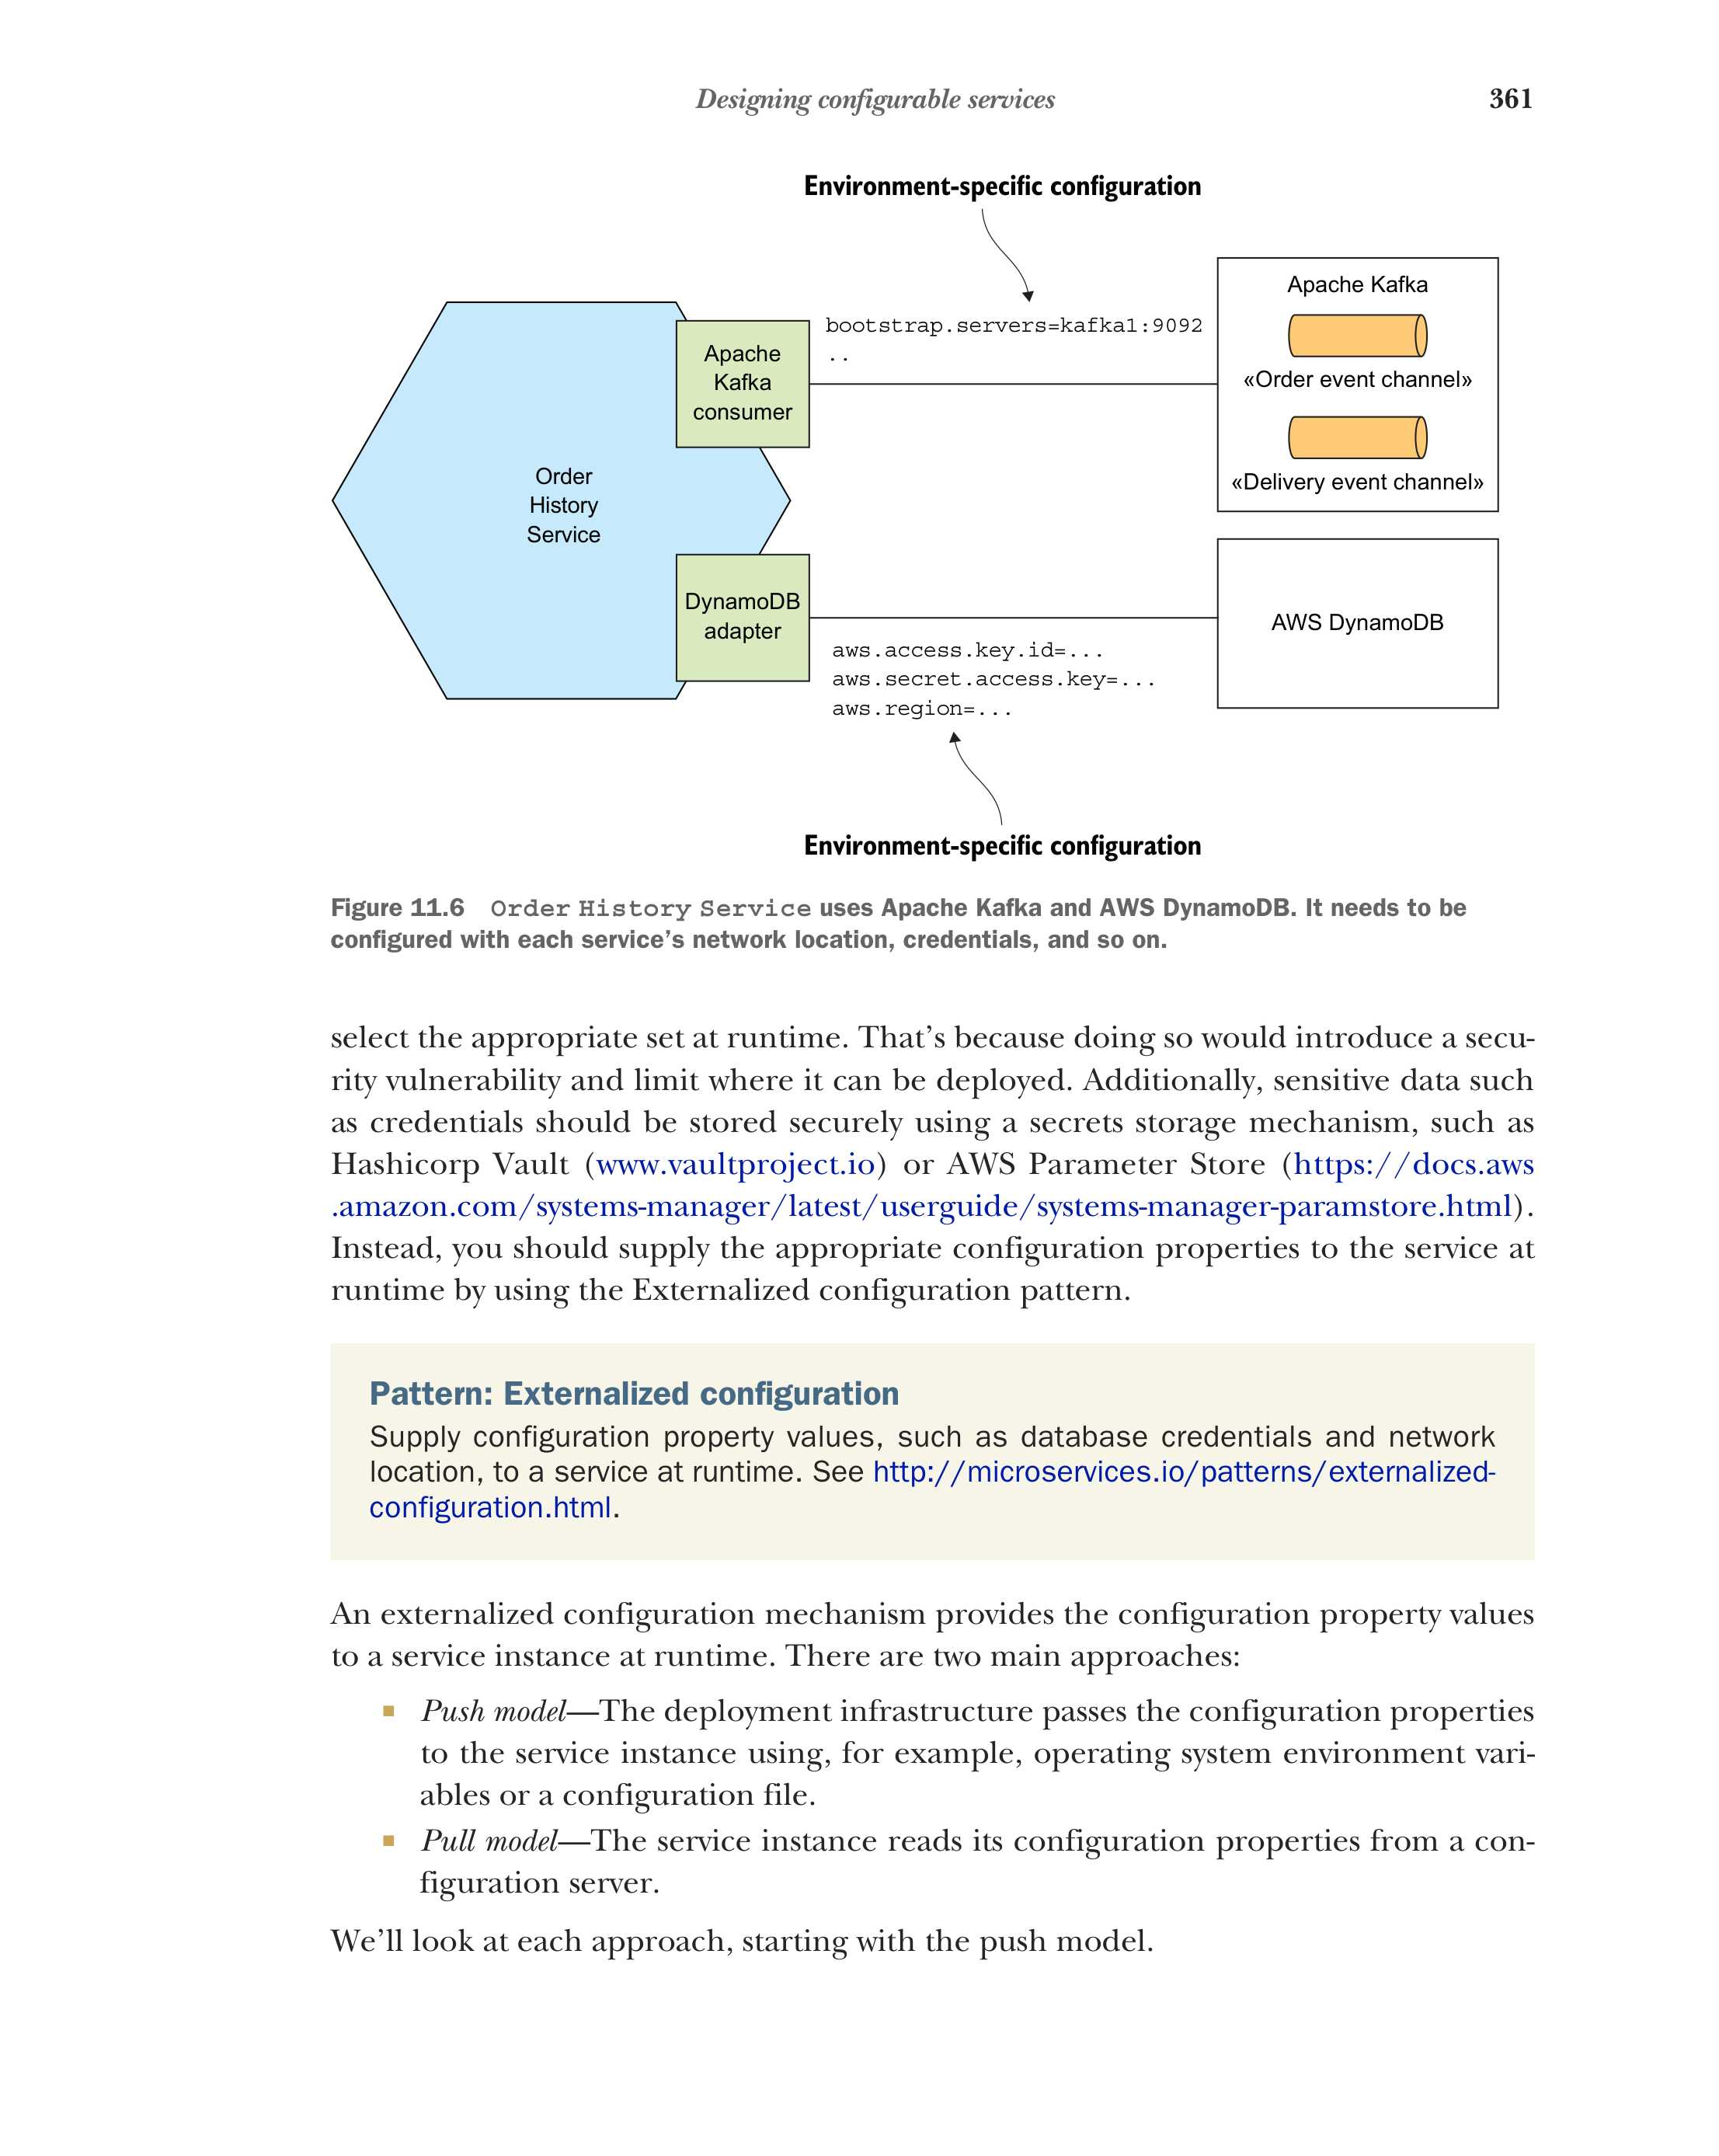 Designing configurable services 361
Environment-specific configuration
bootstrap.servers=kafka1:9092
..
Apache Kafka
«Order event channel»
«Delivery event channel»
Apache
Kafka
consumer
Order
History
Service
DynamoDB
adapter
AWS DynamoDB
aws.access.key.id=...
aws.secret.access.key=...
aws.region=...
Environment-specific configuration
Figure 11.6 Order History Service uses Apache Kafka and AWS DynamoDB. It needs to be
configured with each service’s network location, credentials, and so on.
select the appropriate set at runtime. That’s because doing so would introduce a secu-
rity vulnerability and limit where it can be deployed. Additionally, sensitive data such
as credentials should be stored securely using a secrets storage mechanism, such as
Hashicorp Vault (www.vaultproject.io) or AWS Parameter Store (https://docs.aws
.amazon.com/systems-manager/latest/userguide/systems-manager-paramstore.html).
Instead, you should supply the appropriate configuration properties to the service at
runtime by using the Externalized configuration pattern.
Pattern: Externalized configuration
Supply configuration property values, such as database credentials and network
location, to a service at runtime. See http://microservices.io/patterns/externalized-
configuration.html.
An externalized configuration mechanism provides the configuration property values
to a service instance at runtime. There are two main approaches:
■ Push model—The deployment infrastructure passes the configuration properties
to the service instance using, for example, operating system environment vari-
ables or a configuration file.
■ Pull model—The service instance reads its configuration properties from a con-
figuration server.
We’ll look at each approach, starting with the push model.